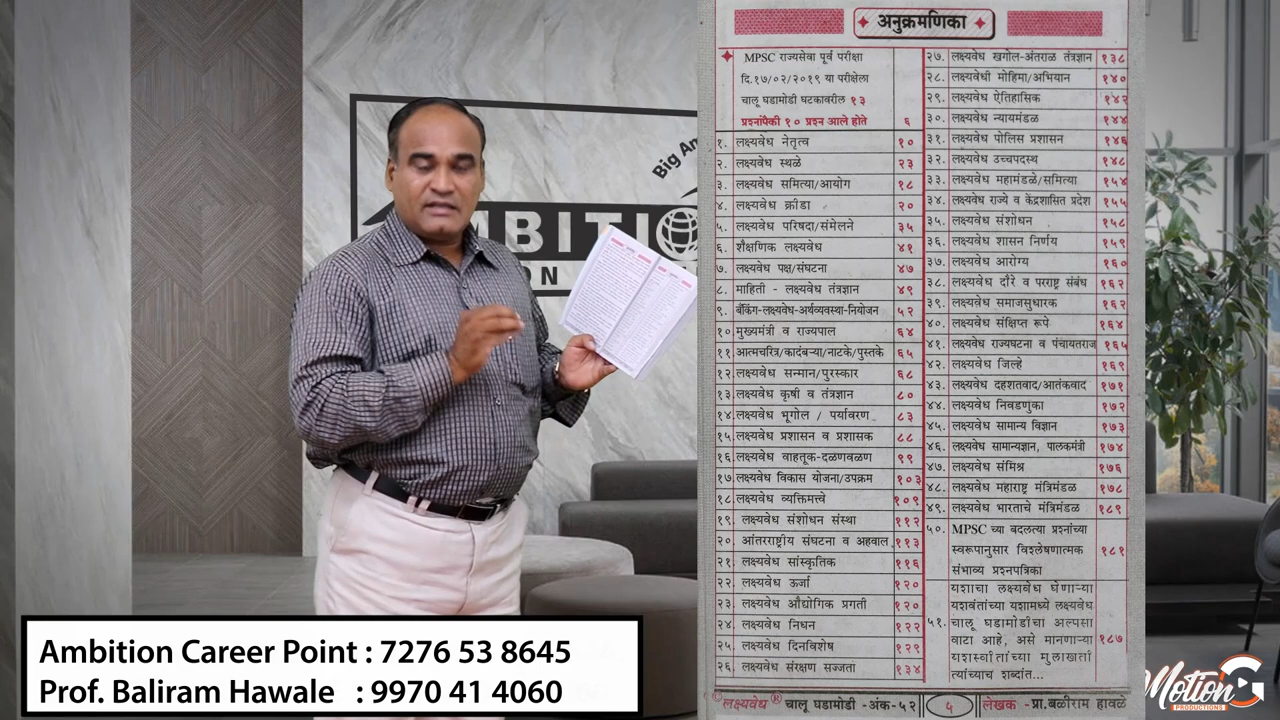 Big Am
MBITI
ON
अनुक्रमणिका
MPSC राज्यसेवा पूर्व परीक्षा
दि.१७/०२/२०१९ या परीक्षेला
चालू घडामोडी घटकावरील १३
प्रश्नांपैकी १० प्रश्न आले होते ६
१. लक्ष्यवेध नेतृत्व १०
२. लक्ष्यवेध स्थळे २३
३. लक्ष्यवेध समित्या/आयोग १८
४. लक्ष्यवेध क्रीडा २०
५. लक्ष्यवेध परिषदा/संमेलने ३५
६. शैक्षणिक लक्ष्यवेध ४१
७. लक्ष्यवेध पक्ष/संघटना ४७
८. माहिती - लक्ष्यवेध तंत्रज्ञान ४९
९. बँकिंग-लक्ष्यवेध-अर्थव्यवस्था-नियोजन ५२
१०. मुख्यमंत्री व राज्यपाल ६४
११. आत्मचरित्र/कादंबऱ्या/नाटके/पुस्तके ६५
१२. लक्ष्यवेध सन्मान/पुरस्कार ६८
१३. लक्ष्यवेध कृषी व तंत्रज्ञान ८०
१४. लक्ष्यवेध भूगोल / पर्यावरण ८३
१५. लक्ष्यवेध प्रशासन व प्रशासक ८८
१६. लक्ष्यवेध वाहतूक-दळणवळण ९९
१७. लक्ष्यवेध विकास योजना/उपक्रम १०३
१८. लक्ष्यवेध व्यक्तिमत्त्वे १०९
१९. लक्ष्यवेध संशोधन संस्था ११२
२०. आंतरराष्ट्रीय संघटना व अहवाल ११३
२१. लक्ष्यवेध सांस्कृतिक ११६
२२. लक्ष्यवेध ऊर्जा १२०
२३. लक्ष्यवेध औद्योगिक प्रगती १२०
२४. लक्ष्यवेध निधन १२२
२५. लक्ष्यवेध दिनविशेष १२९
२६. लक्ष्यवेध संरक्षण सज्जता १३४
२७. लक्ष्यवेध खगोल-अंतराळ तंत्रज्ञान १३८
२८. लक्ष्यवेधी मोहिमा/अभियान १४०
२९. लक्ष्यवेध ऐतिहासिक १४२
३०. लक्ष्यवेध न्यायमंडळ १४४
३१. लक्ष्यवेध पोलिस प्रशासन १४६
३२. लक्ष्यवेध उच्चपदस्थ १४८
३३. लक्ष्यवेध महामंडळे/समित्या १५४
३४. लक्ष्यवेध राज्ये व केंद्रशासित प्रदेश १५५
३५. लक्ष्यवेध संशोधन १५८
३६. लक्ष्यवेध शासन निर्णय १५९
३७. लक्ष्यवेध आरोग्य १६०
३८. लक्ष्यवेध दौरे व परराष्ट्र संबंध १६२
३९. लक्ष्यवेध समाजसुधारक १६२
४०. लक्ष्यवेध संक्षिप्त रूपे १६४
४१. लक्ष्यवेध राज्यघटना व पंचायतराज १६५
४२. लक्ष्यवेध जिल्हे १६९
४३. लक्ष्यवेध दहशतवाद/आतंकवाद १७१
४४. लक्ष्यवेध निवडणुका १७२
४५. लक्ष्यवेध सामान्य विज्ञान १७३
४६. लक्ष्यवेध सामान्यज्ञान, पालकमंत्री १७४
४७. लक्ष्यवेध संमिश्र १७६
४८. लक्ष्यवेध महाराष्ट्र मंत्रिमंडळ १७८
४९. लक्ष्यवेध भारताचे मंत्रिमंडळ १८९
५०. MPSC च्या बदलत्या प्रश्नांच्या
स्वरूपानुसार विश्लेषणात्मक १८१
संभाव्य प्रश्नपत्रिका
यशाचा लक्ष्यवेध घेणाऱ्या
यशवंतांच्या यशामध्ये लक्ष्यवेध
५१. चालू घडामोडींचा अल्पसा
वाटा आहे, असे मानणाऱ्या १८७
यशस्वीतांच्या मुलाखती
त्यांच्याच शब्दांत...
लक्ष्यवेध ® चालू घडामोडी -अंक-५२ ५ लेखक -प्रा.बळीराम हावळे
Ambition Career Point : 7276 53 8645
Prof. Baliram Hawale : 9970 41 4060
Motion G
PRODUCTIONS